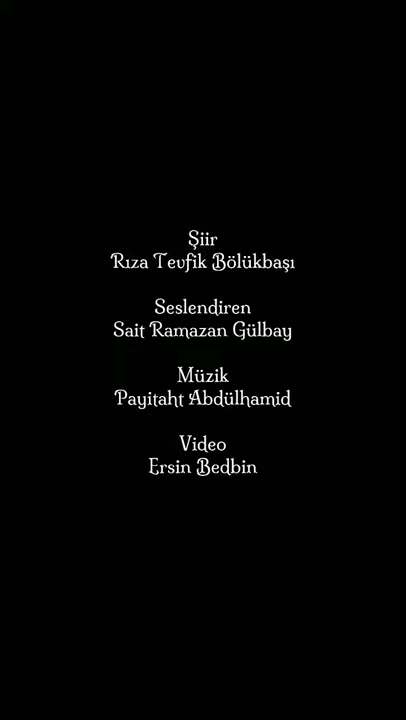 Şiir
Rıza Tevfik Bölükbaşı
Seslendiren
Sait Ramazan Gülbay
Müzik
Payitaht Abdülhamid
Video
Ersin Bedbin